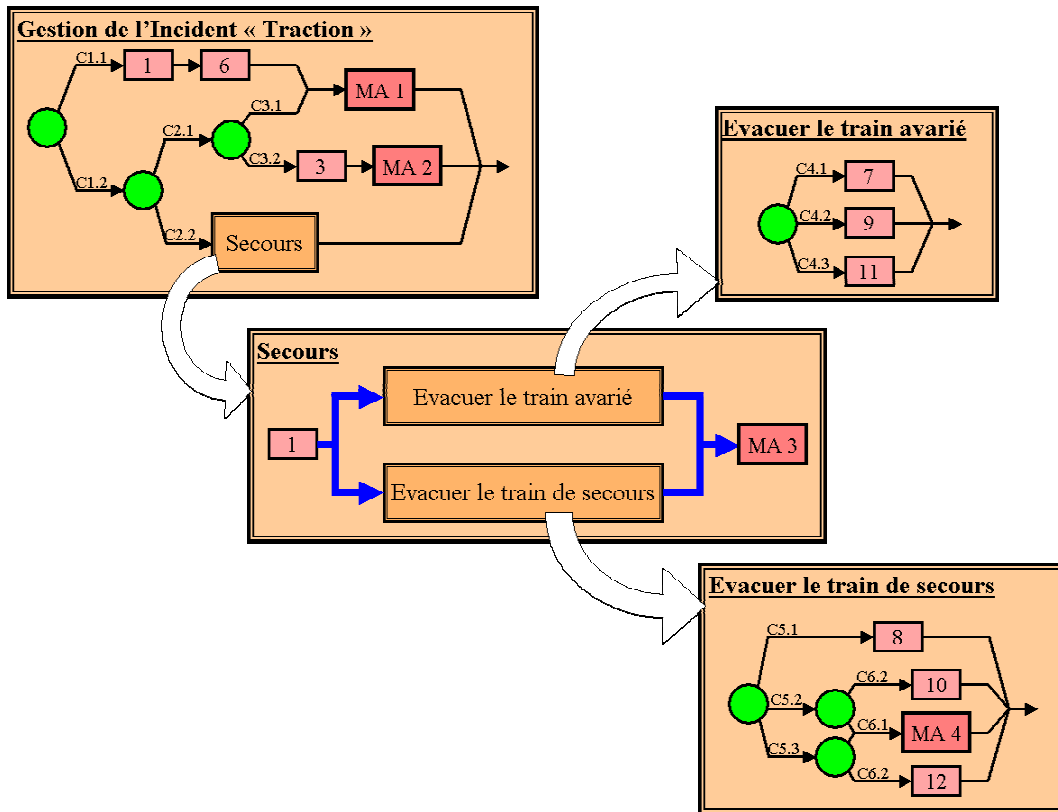 Gestion de l'Incident « Traction »
C1.1
1
6
MA 1
C3.1
C2.1
C3.2
3
MA 2
C1.2
C2.2
Secours
Evacuer le train avarié
C4.1
7
C4.2
9
C4.3
11
Secours
Evacuer le train avarié
1
MA 3
Evacuer le train de secours
Evacuer le train de secours
C5.1
8
C6.2
10
C5.2
C6.1
MA 4
C5.3
C6.2
12